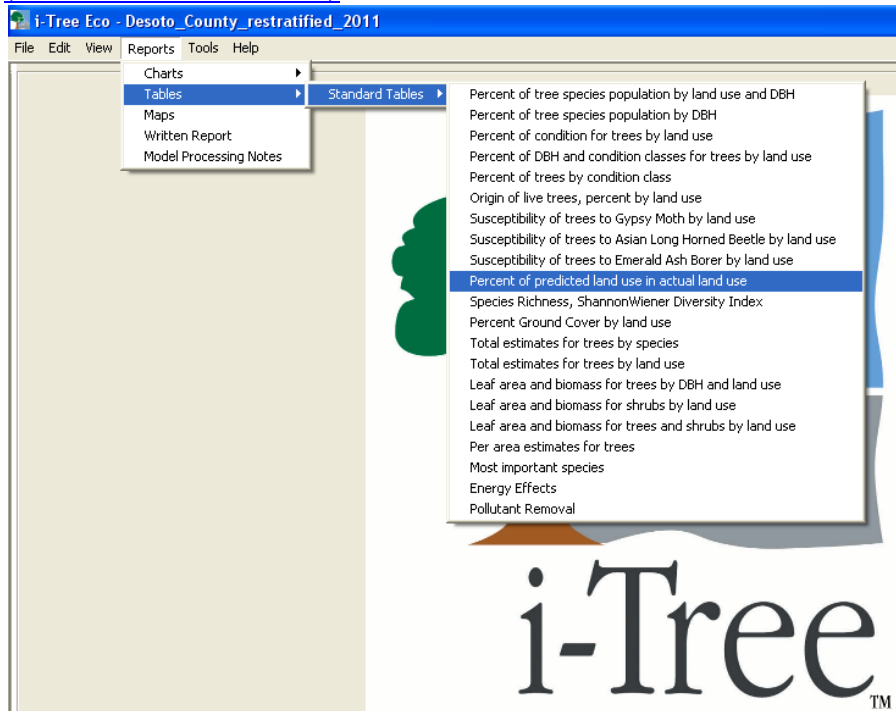 i-Tree Eco - Desoto_County_restratified_2011
File Edit View Reports Tools Help
Charts
Tables
Maps
Written Report
Model Processing Notes
Standard Tables
Percent of tree species population by land use and DBH
Percent of tree species population by DBH
Percent of condition for trees by land use
Percent of DBH and condition classes for trees by land use
Percent of trees by condition class
Origin of live trees, percent by land use
Susceptibility of trees to Gypsy Moth by land use
Susceptibility of trees to Asian Long Horned Beetle by land use
Susceptibility of trees to Emerald Ash Borer by land use
Percent of predicted land use in actual land use
Species Richness, ShannonWiener Diversity Index
Percent Ground Cover by land use
Total estimates for trees by species
Total estimates for trees by land use
Leaf area and biomass for trees by DBH and land use
Leaf area and biomass for shrubs by land use
Leaf area and biomass for trees and shrubs by land use
Per area estimates for trees
Most important species
Energy Effects
Pollutant Removal
i-Tree
TM